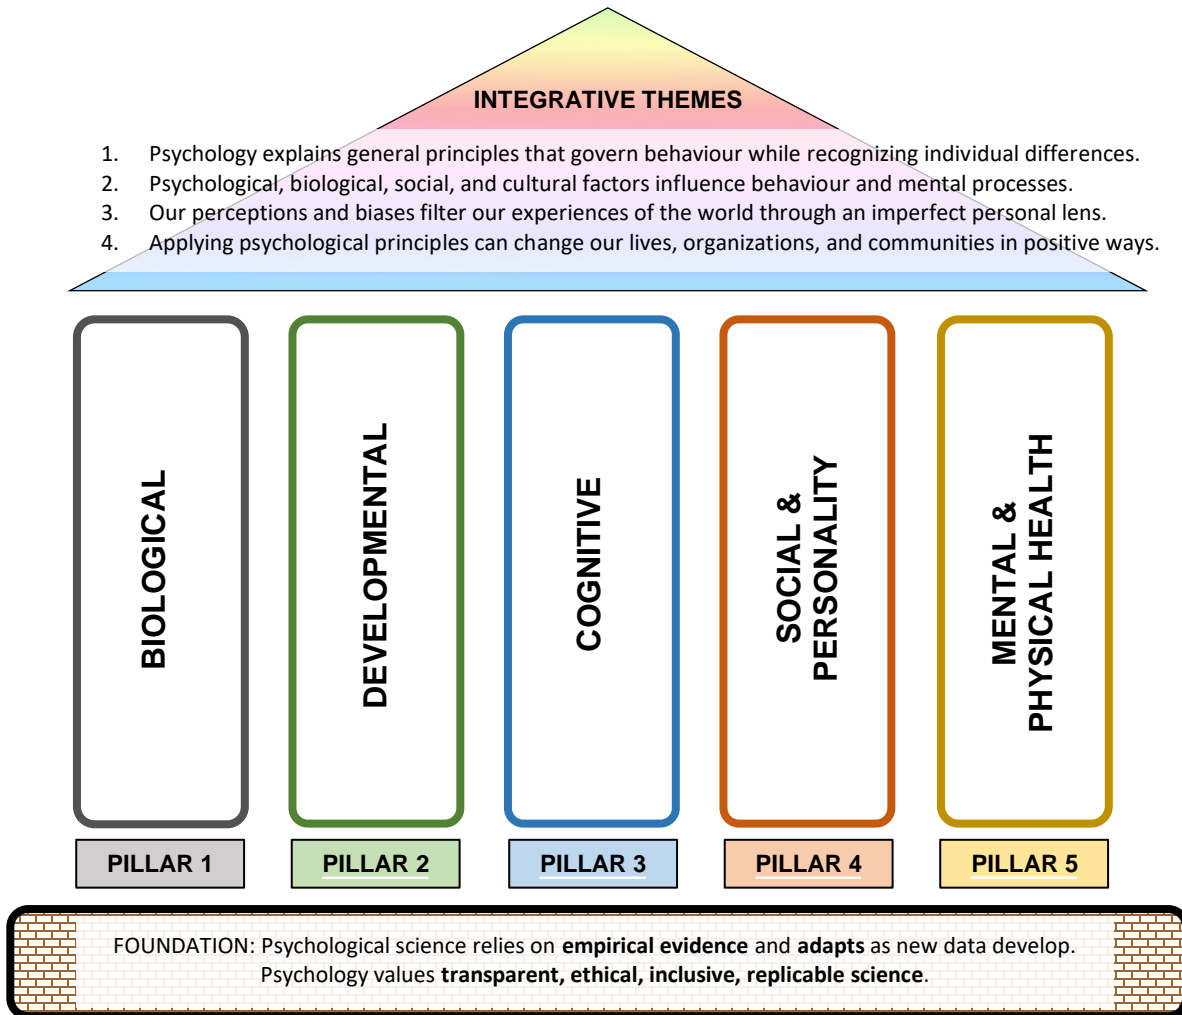 INTEGRATIVE THEMES
1. Psychology explains general principles that govern behaviour while recognizing individual differences.
2. Psychological, biological, social, and cultural factors influence behaviour and mental processes.
3. Our perceptions and biases filter our experiences of the world through an imperfect personal lens.
4. Applying psychological principles can change our lives, organizations, and communities in positive ways.
BIOLOGICAL
DEVELOPMENTAL
COGNITIVE
SOCIAL &
PERSONALITY
MENTAL &
PHYSICAL HEALTH
PILLAR 1
PILLAR 2
PILLAR 3
PILLAR 4
PILLAR 5
FOUNDATION: Psychological science relies on empirical evidence and adapts as new data develop.
Psychology values transparent, ethical, inclusive, replicable science.